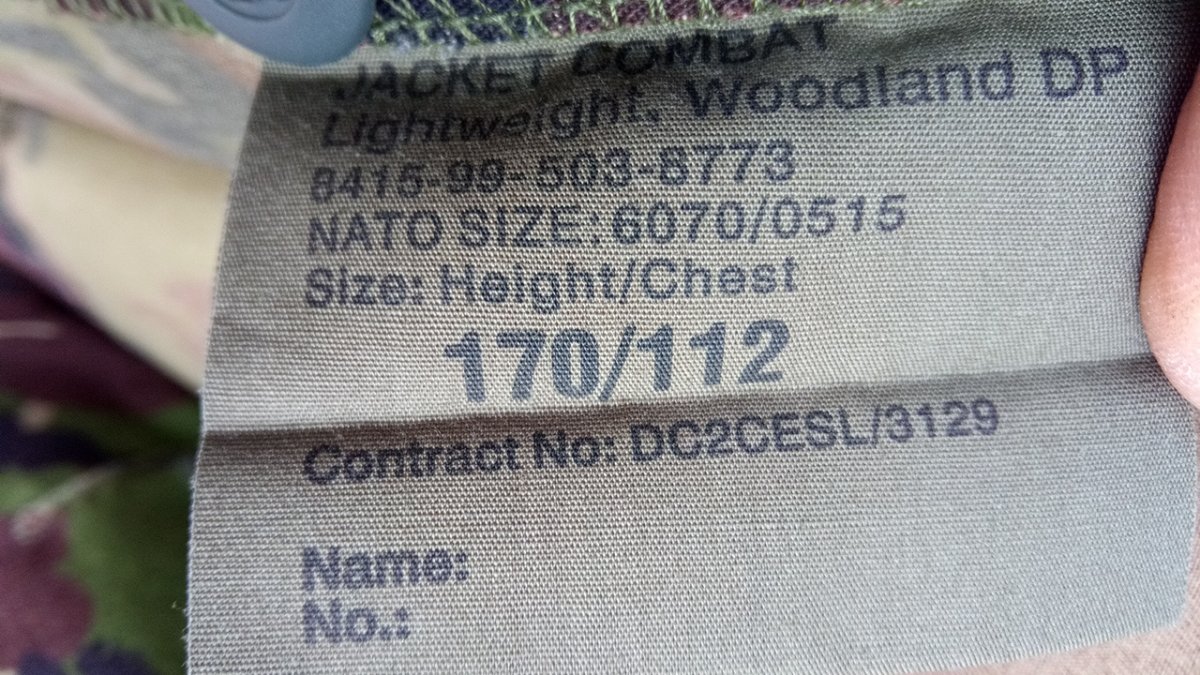 JACKET COMBAT
Lightweight, Woodland DP
8415-99-503-8773
NATO SIZE: 6070/0515
Size: Height/Chest
170/112
Contract No: DC2CESL/3129
Name:
No.: